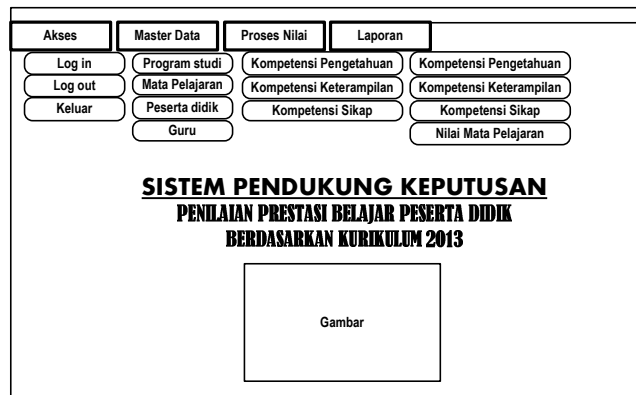 Akses Master Data Proses Nilai Laporan
Log in Program studi Kompetensi Pengetahuan Kompetensi Pengetahuan
Log out Mata Pelajaran Kompetensi Keterampilan Kompetensi Keterampilan
Keluar Peserta didik Kompetensi Sikap Kompetensi Sikap
Guru Nilai Mata Pelajaran
SISTEM PENDUKUNG KEPUTUSAN
PENILAIAN PRESTASI BELAJAR PESERTA DIDIK
BERDASARKAN KURIKULUM 2013
Gambar